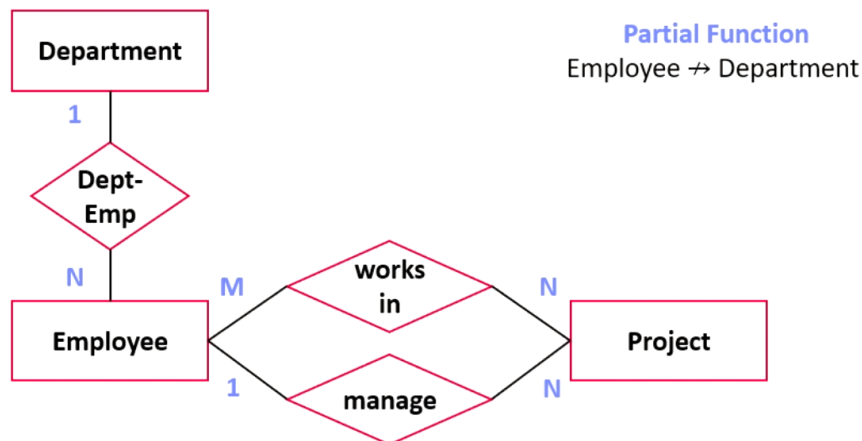 Department
Partial Function
Employee ↛ Department
1
Dept-
Emp
N
M
works
in
N
Employee
Project
1
manage
N